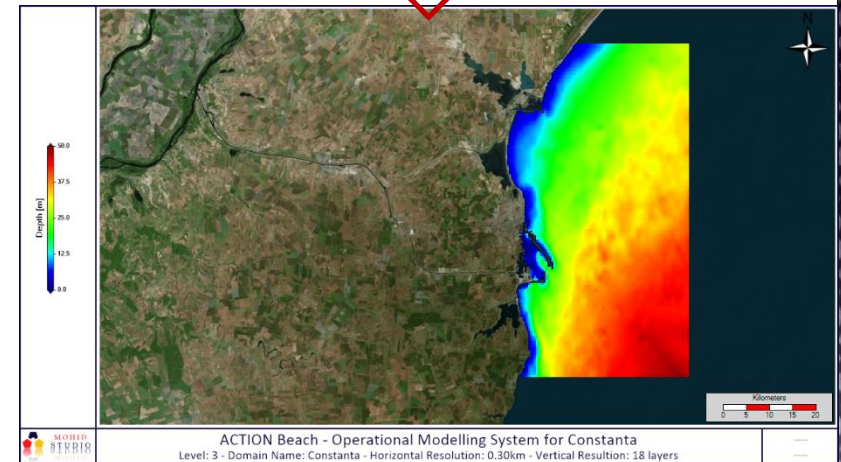 N
50.0
37.5
25.0
12.5
0.0
Depth [m]
Kilometers
0 5 10 15 20
MOHID
STUDIO
ACTION Beach - Operational Modelling System for Constanta
Level: 3 - Domain Name: Constanta - Horizontal Resolution: 0.30km - Vertical Resultion: 18 layers